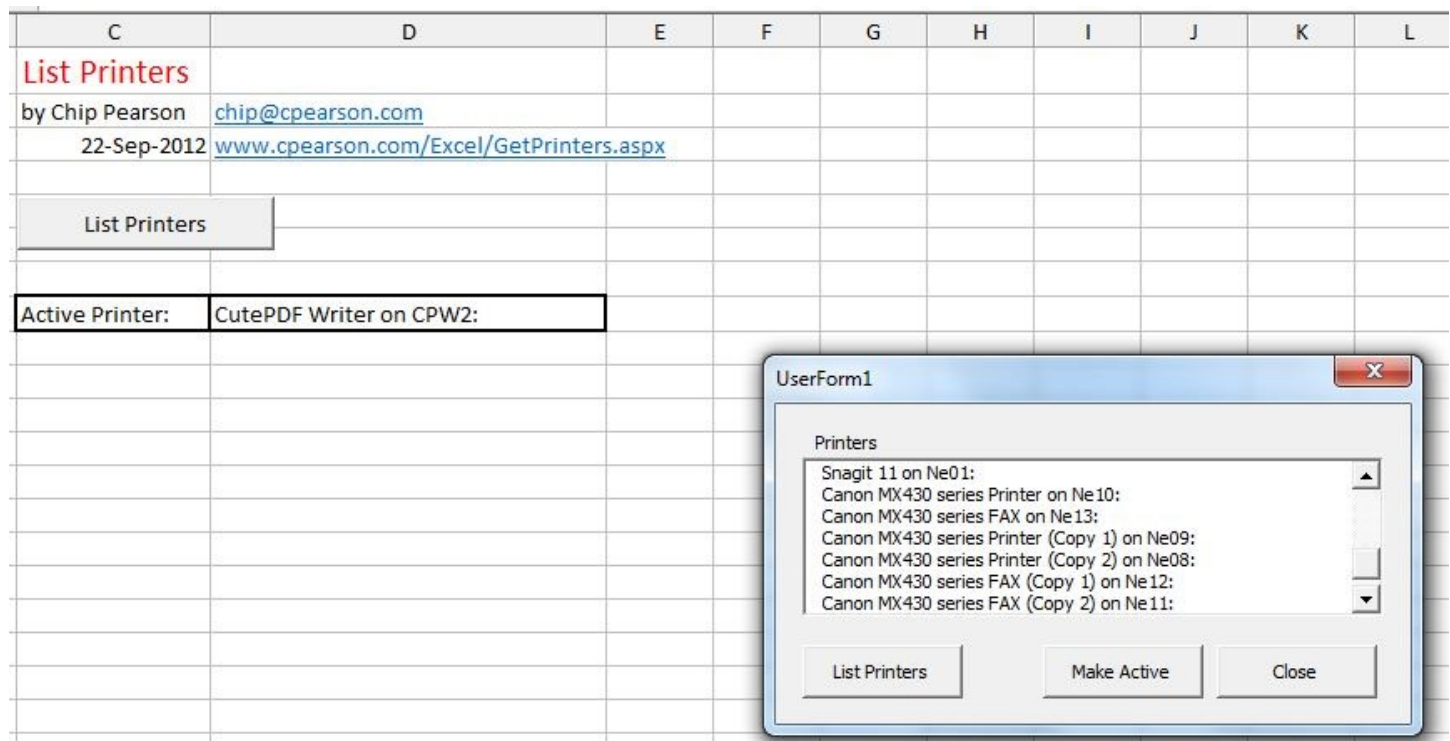 C D E F G H I J K L
List Printers
by Chip Pearson chip@cpearson.com
22-Sep-2012 www.cpearson.com/Excel/GetPrinters.aspx
List Printers
Active Printer: CutePDF Writer on CPW2:
UserForm1
Printers
Snagit 11 on Ne01:
Canon MX430 series Printer on Ne10:
Canon MX430 series FAX on Ne13:
Canon MX430 series Printer (Copy 1) on Ne09:
Canon MX430 series Printer (Copy 2) on Ne08:
Canon MX430 series FAX (Copy 1) on Ne12:
Canon MX430 series FAX (Copy 2) on Ne11:
List Printers Make Active Close